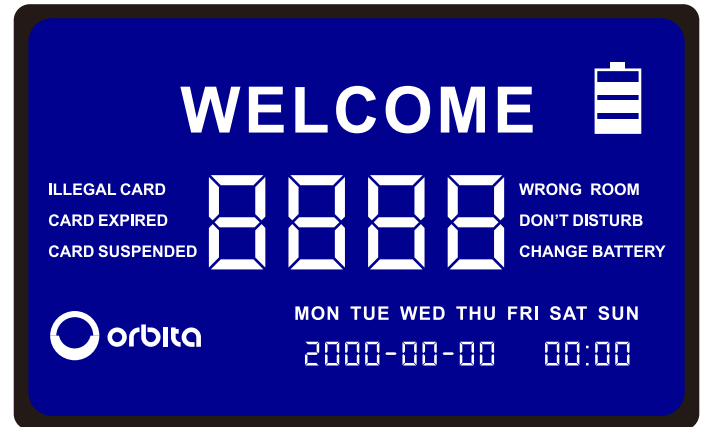 WELCOME
ILLEGAL CARD
CARD EXPIRED
CARD SUSPENDED
8888
WRONG ROOM
DON'T DISTURB
CHANGE BATTERY
orbita
MON TUE WED THU FRI SAT SUN
2000-00-00 00:00